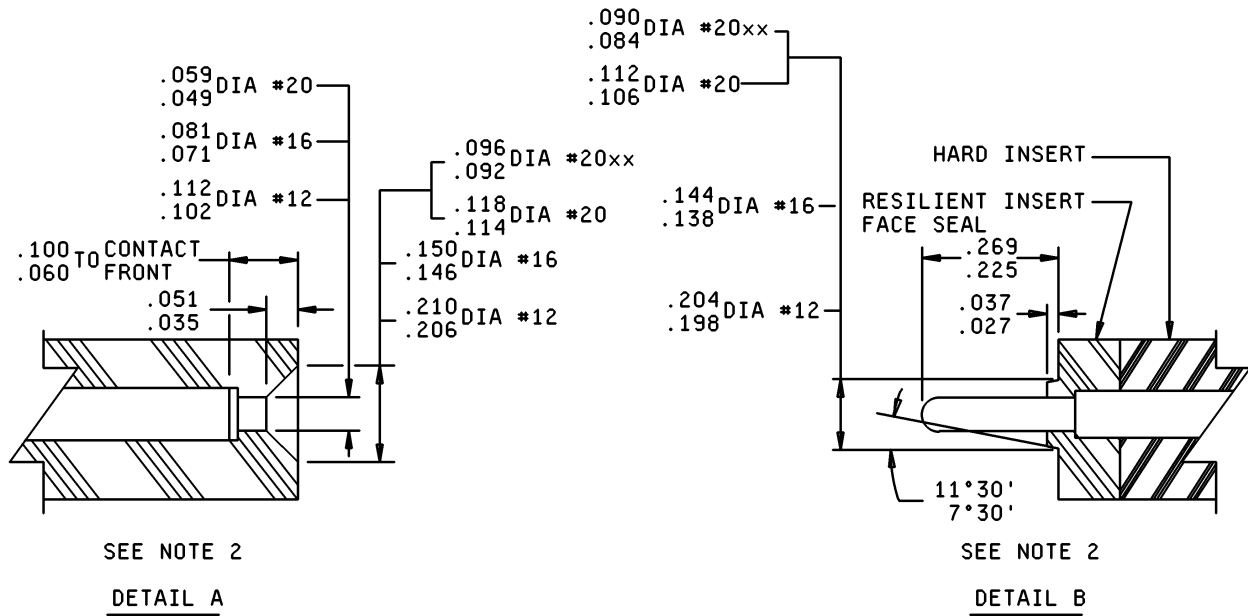 .059
.049 DIA #20
.081
.071 DIA #16
.112
.102 DIA #12
.096
.092 DIA #20xx
.118
.114 DIA #20
.150
.146 DIA #16
.210
.206 DIA #12
.100
.060 TO CONTACT
FRONT
.051
.035
SEE NOTE 2
DETAIL A
.090
.084 DIA #20xx
.112
.106 DIA #20
.144
.138 DIA #16
.204
.198 DIA #12
HARD INSERT
RESILIENT INSERT
FACE SEAL
.269
.225
.037
.027
11°30'
7°30'
SEE NOTE 2
DETAIL B